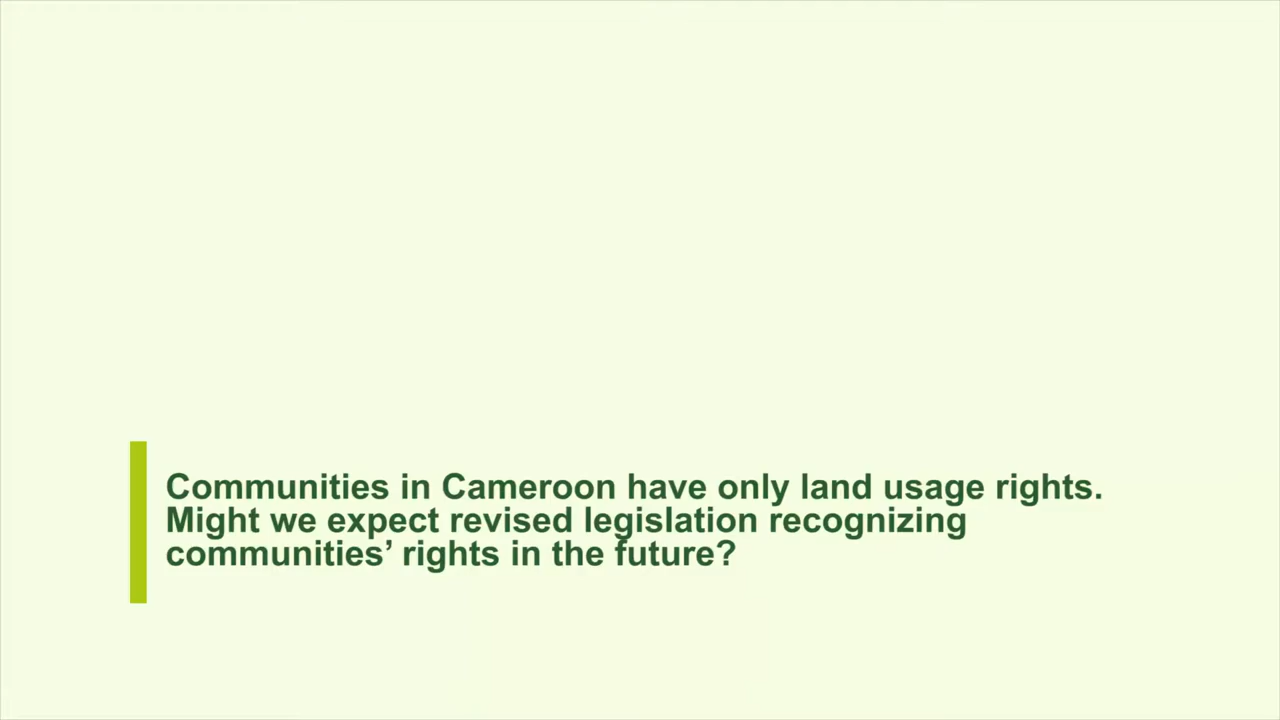 Communities in Cameroon have only land usage rights.
Might we expect revised legislation recognizing
communities’ rights in the future?